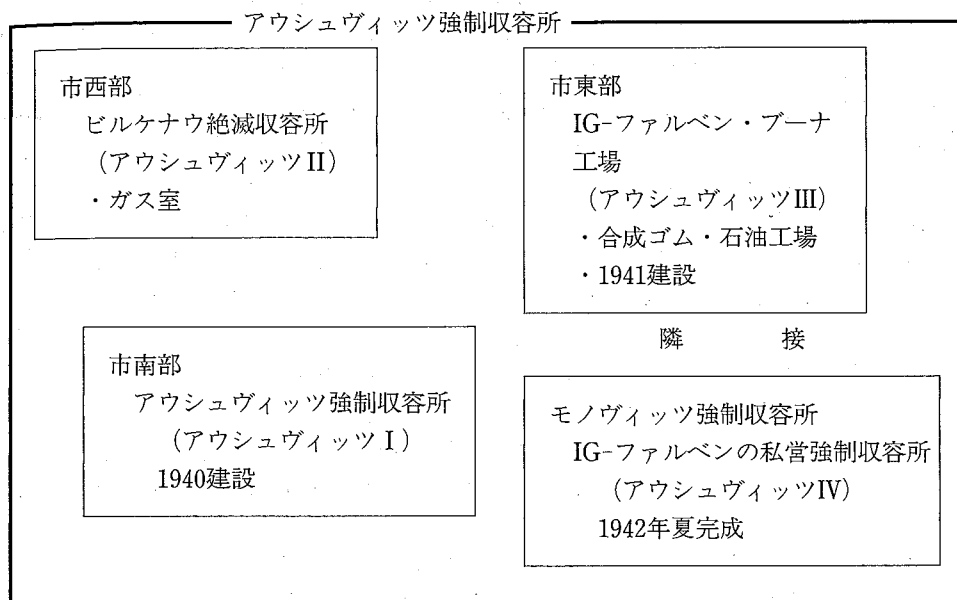 アウシュヴィッツ強制収容所
市西部
ビルケナウ絶滅収容所
(アウシュヴィッツII)
・ガス室
市東部
IG-ファルベン・ブーナ
工場
(アウシュヴィッツIII)
・合成ゴム・石油工場
・1941建設
隣 接
市南部
アウシュヴィッツ強制収容所
(アウシュヴィッツI)
1940建設
モノヴィッツ強制収容所
IG-ファルベンの私営強制収容所
(アウシュヴィッツIV)
1942年夏完成